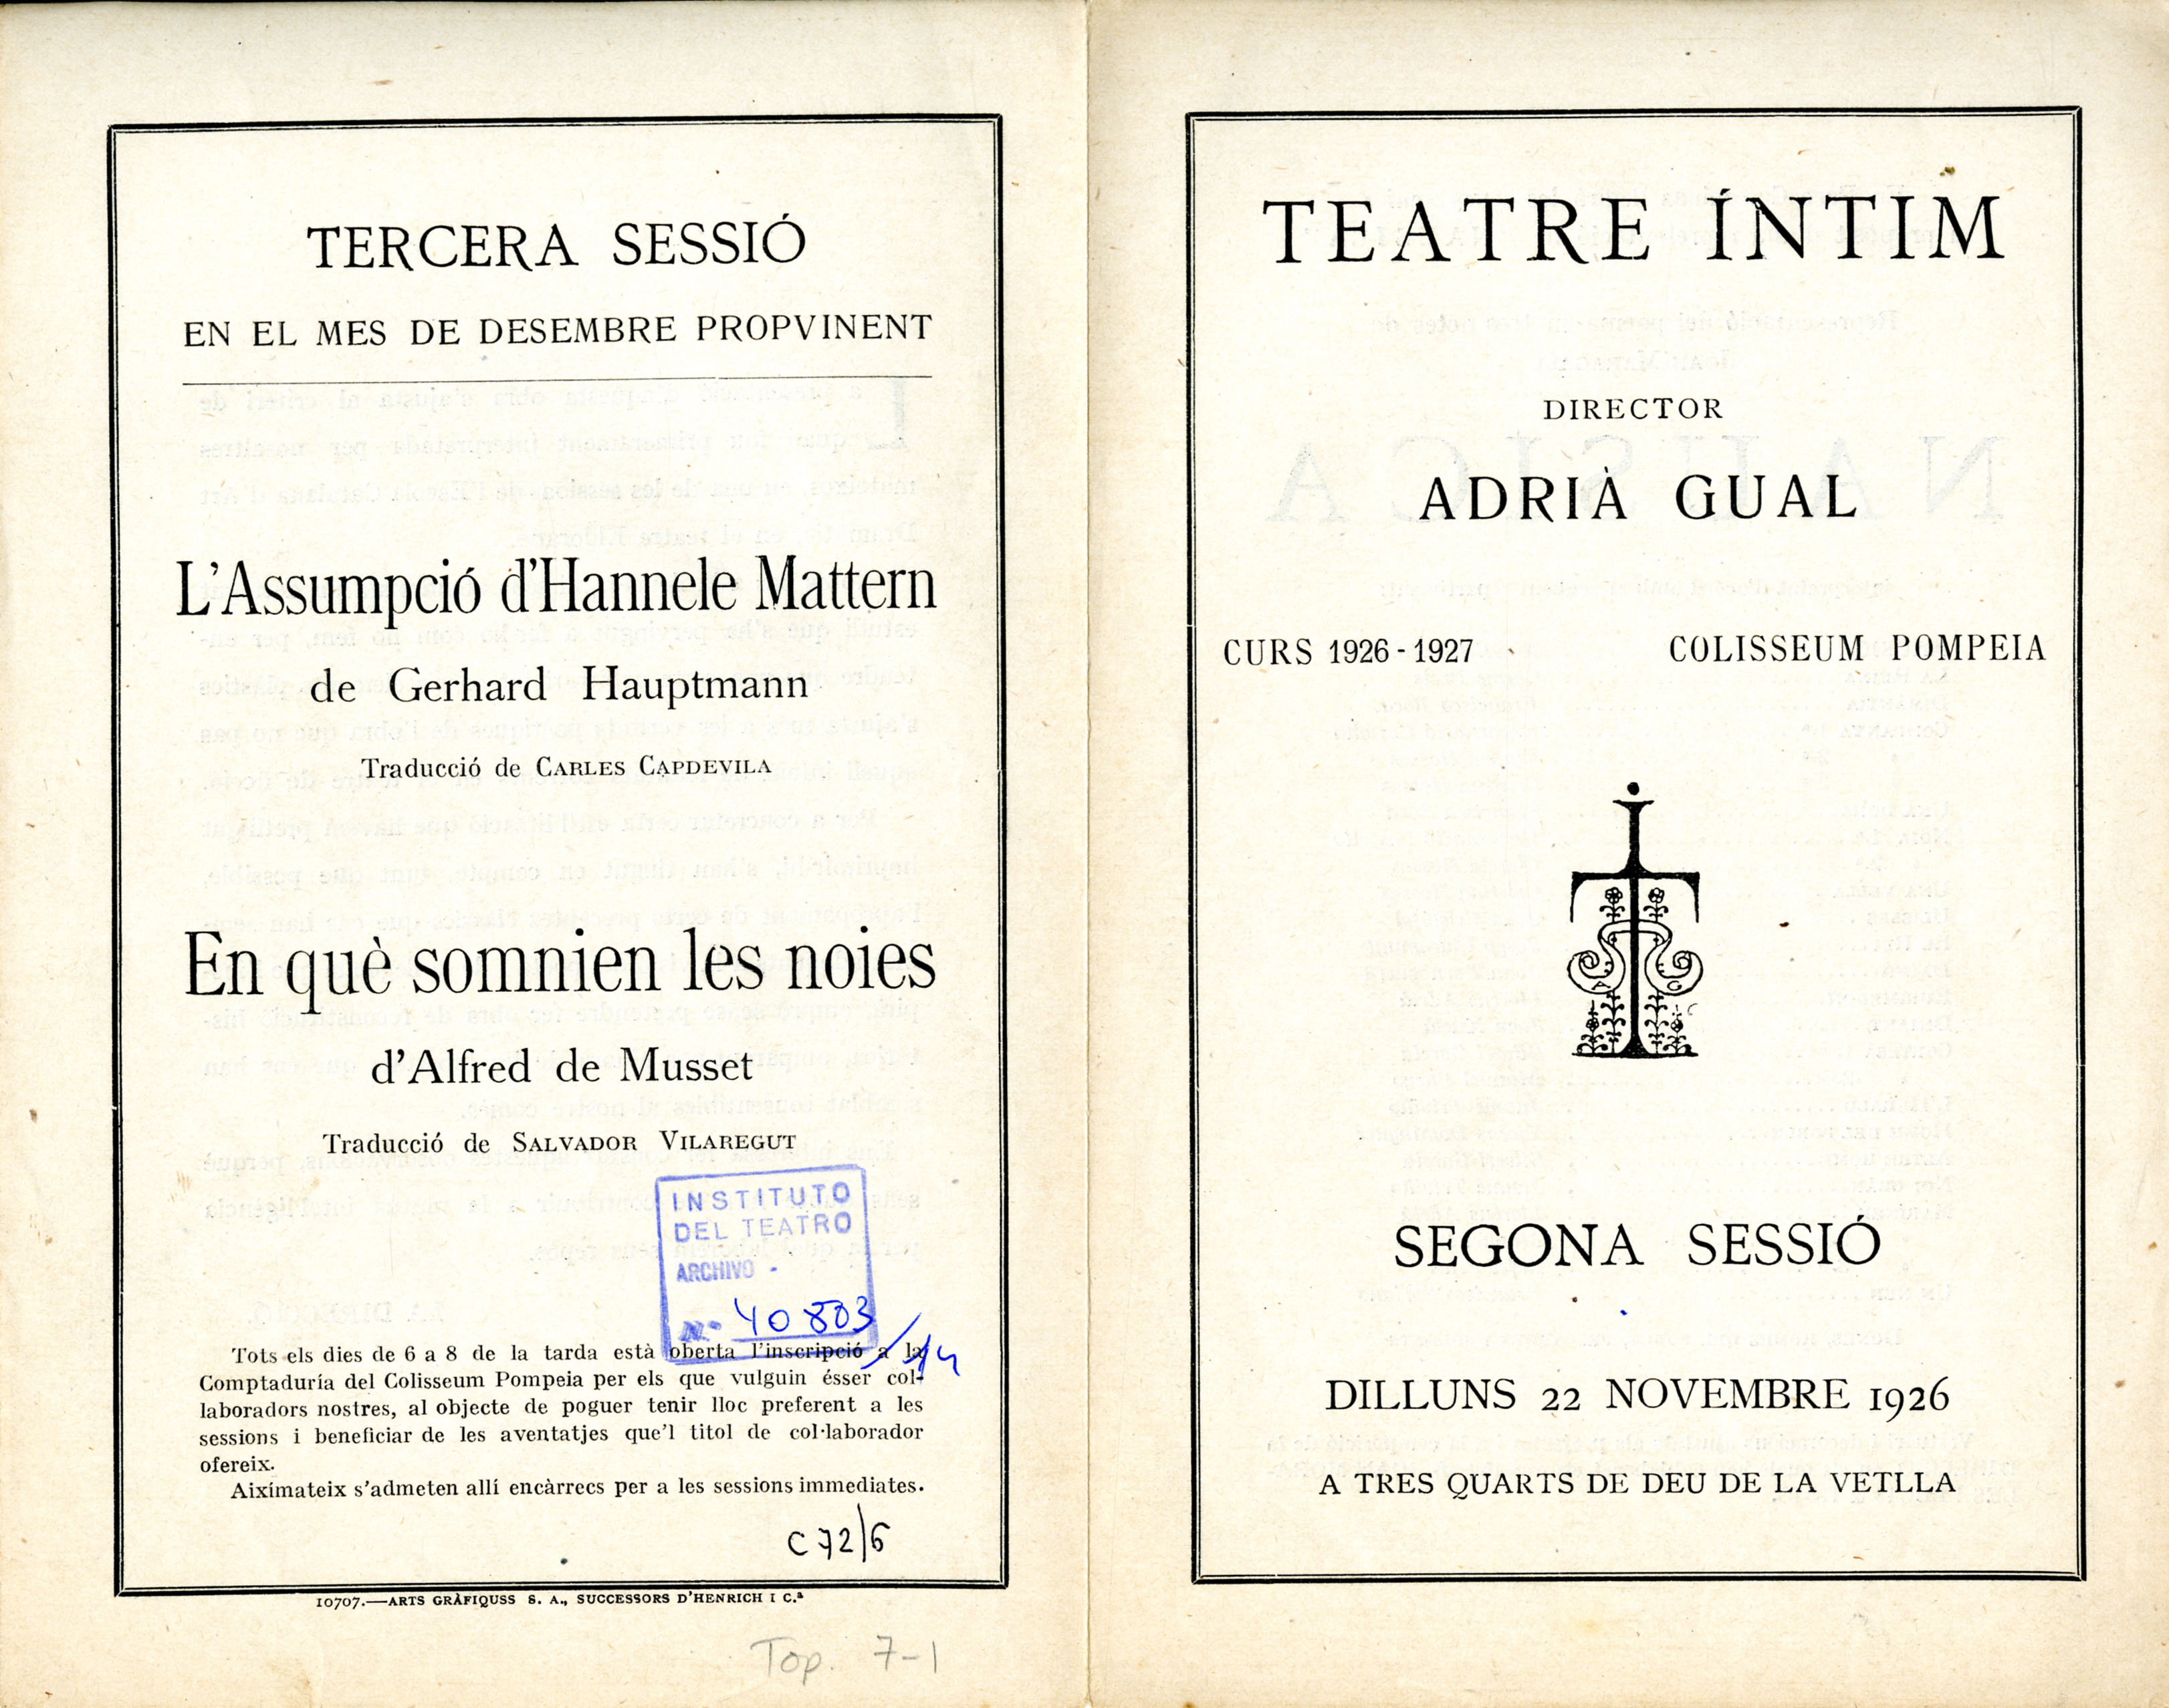 TERCERA SESSIÓ
EN EL MES DE DESEMBRE PROPVINENT
L'Assumpció d'Hannele Mattern
de Gerhard Hauptmann
Traducció de CARLES CAPDEVILA
En què somnien les noies
d'Alfred de Musset
Traducció de SALVADOR VILAREGUT
INSTITUTO
DEL TEATRO
ARCHIVO -
N.º 40803/14
Tots els dies de 6 a 8 de la tarda està oberta l'inscripció a la
Comptaduría del Colisseum Pompeia per els que vulguin ésser col-
laboradors nostres, al objecte de poguer tenir lloc preferent a les
sessions i beneficiar de les aventatjes que'l titol de col·laborador
ofereix.
Aixímateix s'admeten allí encàrrecs per a les sessions immediates.
C 72/6
10707.—ARTS GRÀFIQUSS S. A., SUCCESSORS D'HENRICH I C.ª
Top. 7-1
TEATRE ÍNTIM
DIRECTOR
ADRIÀ GUAL
CURS 1926-1927 COLISSEUM POMPEIA
A G
SEGONA SESSIÓ
DILLUNS 22 NOVEMBRE 1926
A TRES QUARTS DE DEU DE LA VETLLA